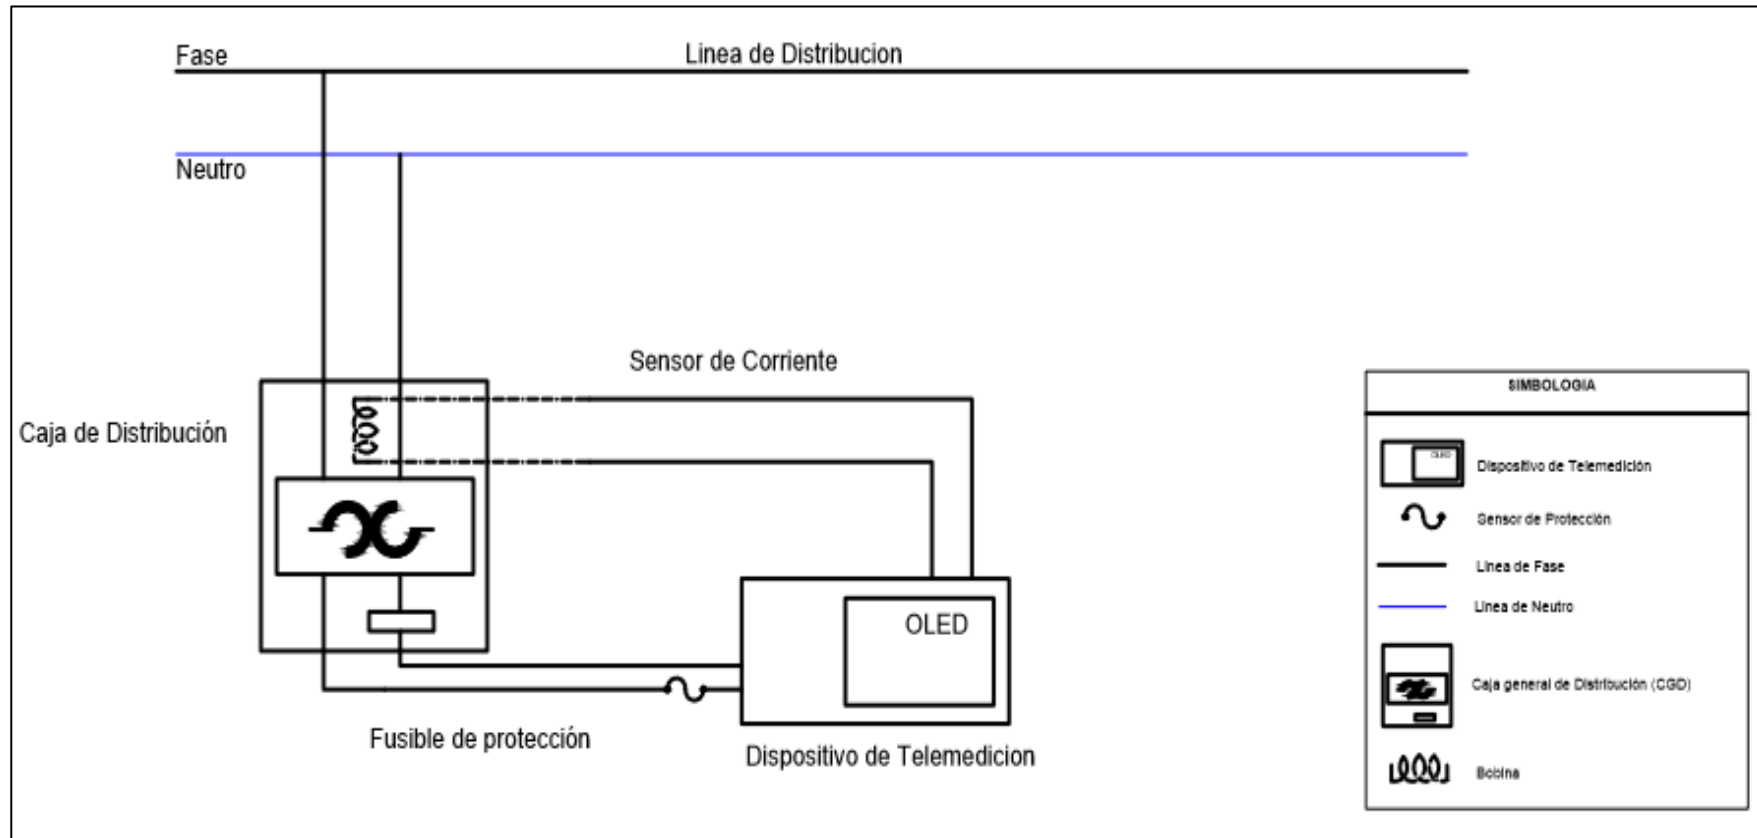 Fase
Linea de Distribucion
Neutro
Sensor de Corriente
Caja de Distribución
OLED
Fusible de protección
Dispositivo de Telemedicion
SIMBOLOGIA
OLED
Dispositivo de Telemedición
Sensor de Protección
Linea de Fase
Linea de Neutro
Caja general de Distribución (CGD)
Bobina